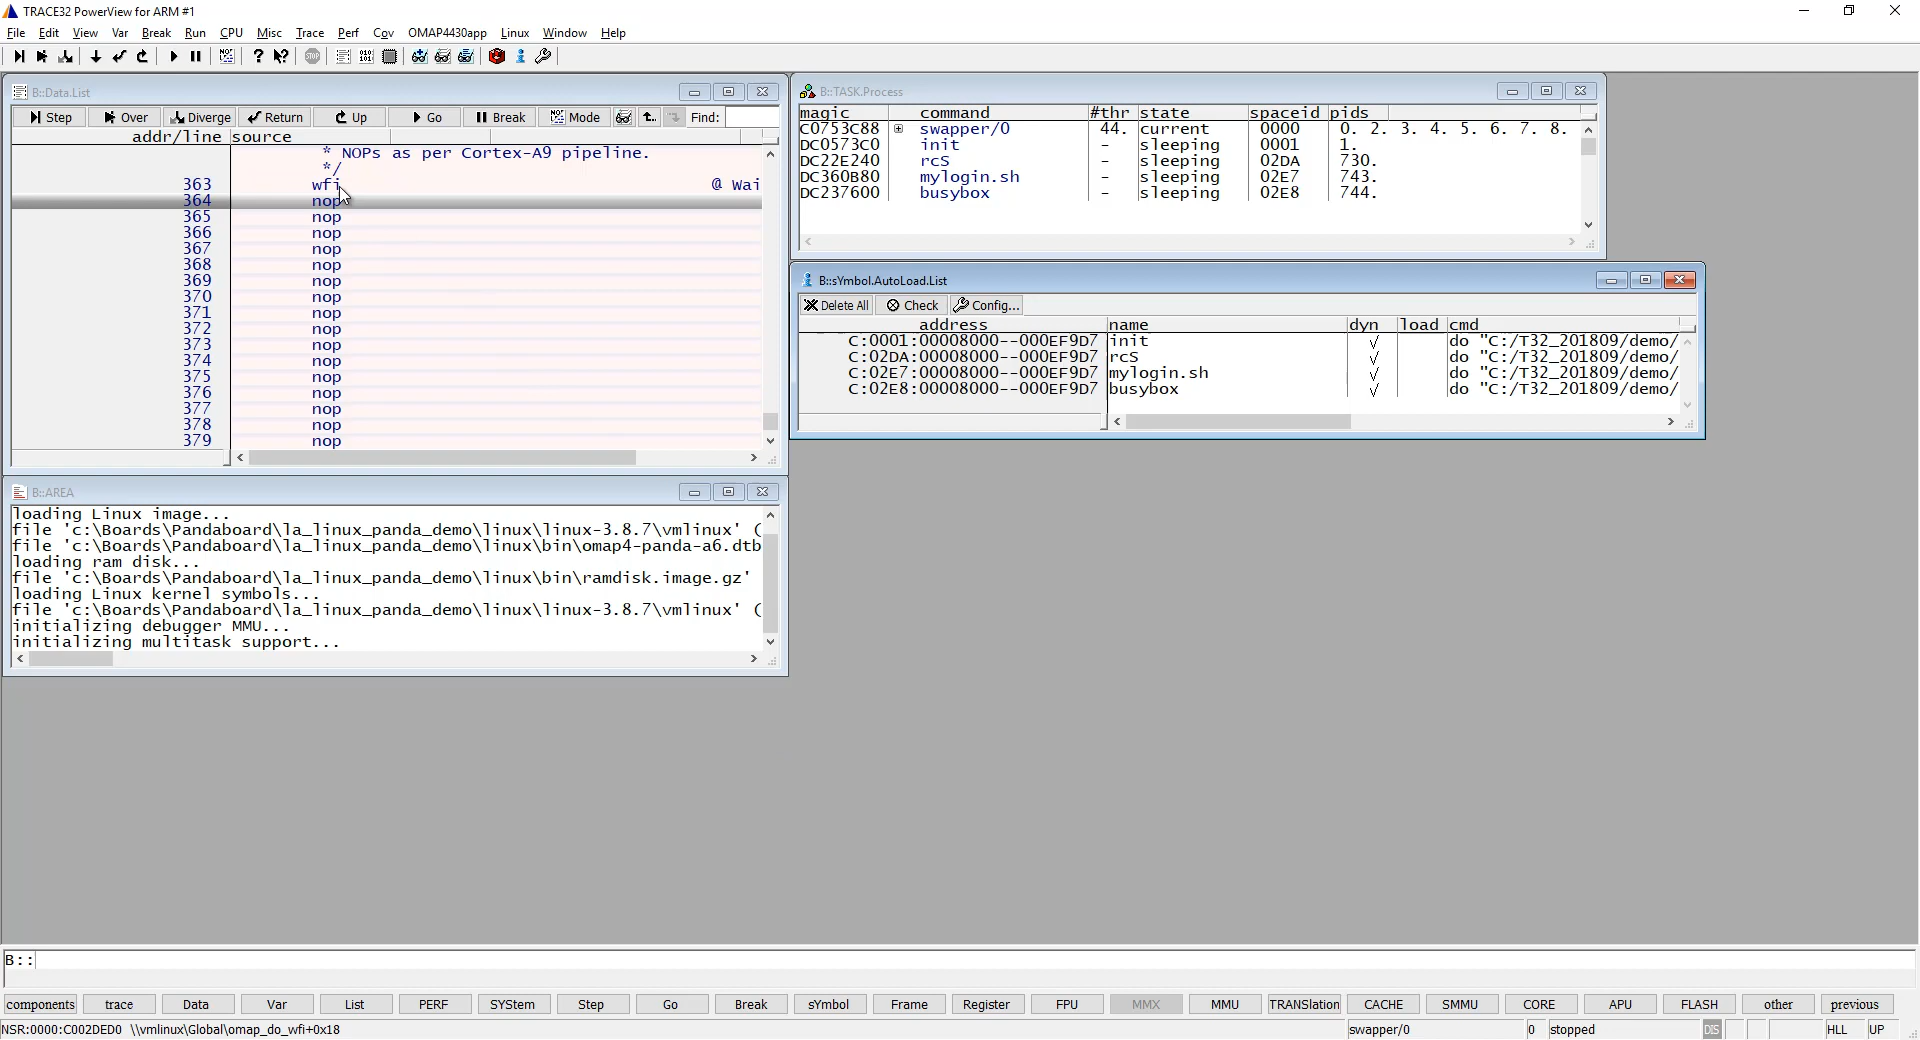 TRACE32 PowerView for ARM #1
File Edit View Var Break Run CPU Misc Trace Perf Cov OMAP4430app Linux Window Help
B::Data.List
Step Over Diverge Return Up Go Break Mode Find:
addr/line source
* NOPs as per Cortex-A9 pipeline.
*/
363 wfi @ Wai
364 nop
365 nop
366 nop
367 nop
368 nop
369 nop
370 nop
371 nop
372 nop
373 nop
374 nop
375 nop
376 nop
377 nop
378 nop
379 nop
B::TASK.Process
magic command #thr state spaceid pids
C0753C88 swapper/0 44. current 0000 0. 2. 3. 4. 5. 6. 7. 8.
DC0573C0 init - sleeping 0001 1.
DC22E240 rcS - sleeping 02DA 730.
DC360B80 mylogin.sh - sleeping 02E7 743.
DC237600 busybox - sleeping 02E8 744.
B::sYmbol.AutoLoad.List
Delete All Check Config...
address name dyn load cmd
C:0001:00008000--000EF9D7 init √ do "C:/T32_201809/demo/
C:02DA:00008000--000EF9D7 rcS √ do "C:/T32_201809/demo/
C:02E7:00008000--000EF9D7 mylogin.sh √ do "C:/T32_201809/demo/
C:02E8:00008000--000EF9D7 busybox √ do "C:/T32_201809/demo/
B::AREA
loading Linux image...
file 'c:\Boards\Pandaboard\la_linux_panda_demo\linux\linux-3.8.7\vmlinux' (
file 'c:\Boards\Pandaboard\la_linux_panda_demo\linux\bin\omap4-panda-a6.dtb
loading ram disk...
file 'c:\Boards\Pandaboard\la_linux_panda_demo\linux\bin\ramdisk.image.gz'
loading Linux kernel symbols...
file 'c:\Boards\Pandaboard\la_linux_panda_demo\linux\linux-3.8.7\vmlinux' (
initializing debugger MMU...
initializing multitask support...
B::
components trace Data Var List PERF SYStem Step Go Break sYmbol Frame Register FPU MMX MMU TRANSlation CACHE SMMU CORE APU FLASH other previous
NSR:0000:C002DED0 \\vmlinux\Global\omap_do_wfi+0x18 swapper/0 0 stopped DIS HLL UP